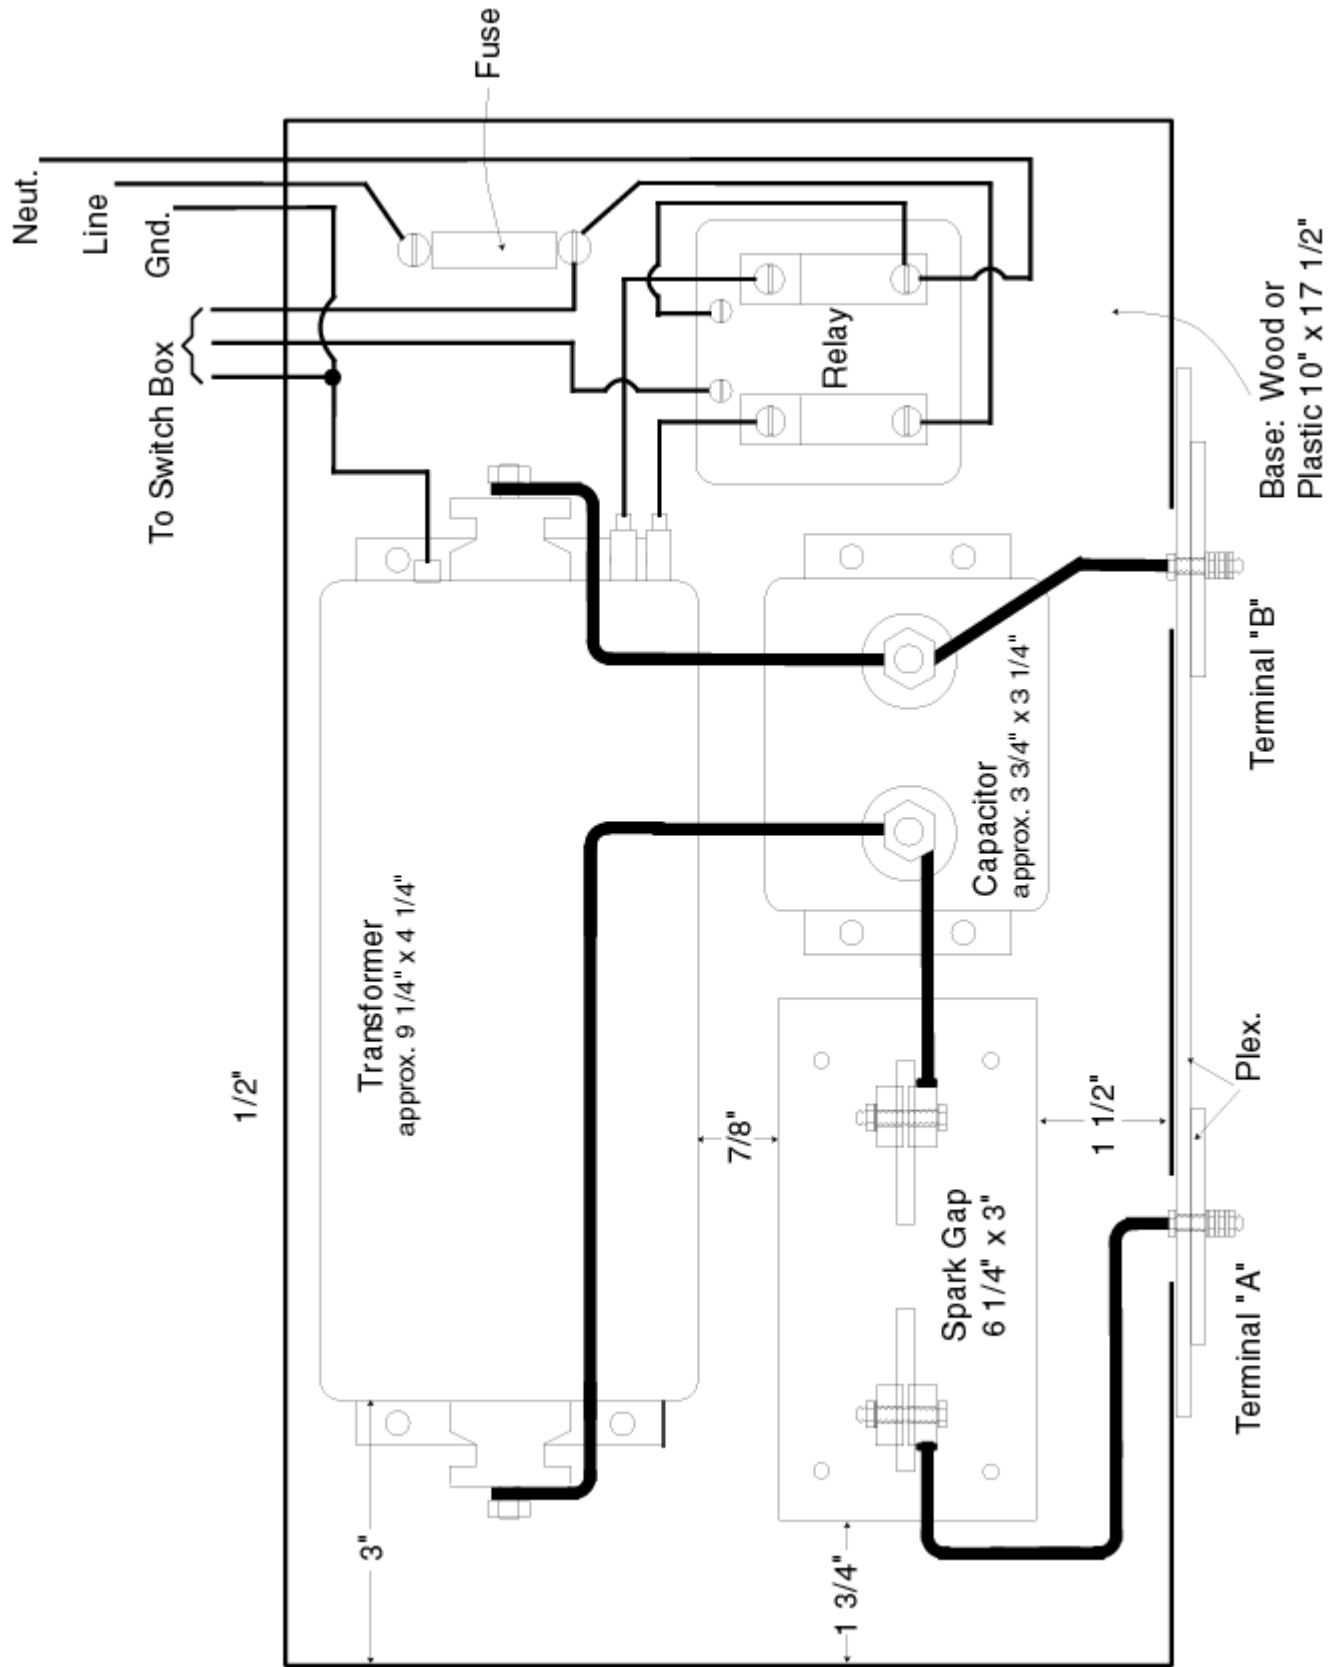 Neut.
Line
Gnd.
To Switch Box
Fuse
Relay
Base: Wood or
Plastic 10" x 17 1/2"
1/2"
Transformer
approx. 9 1/4" x 4 1/4"
Capacitor
approx. 3 3/4" x 3 1/4"
Terminal "B"
7/8"
Spark Gap
6 1/4" x 3"
1 1/2"
Plex.
Terminal "A"
3"
1 3/4"